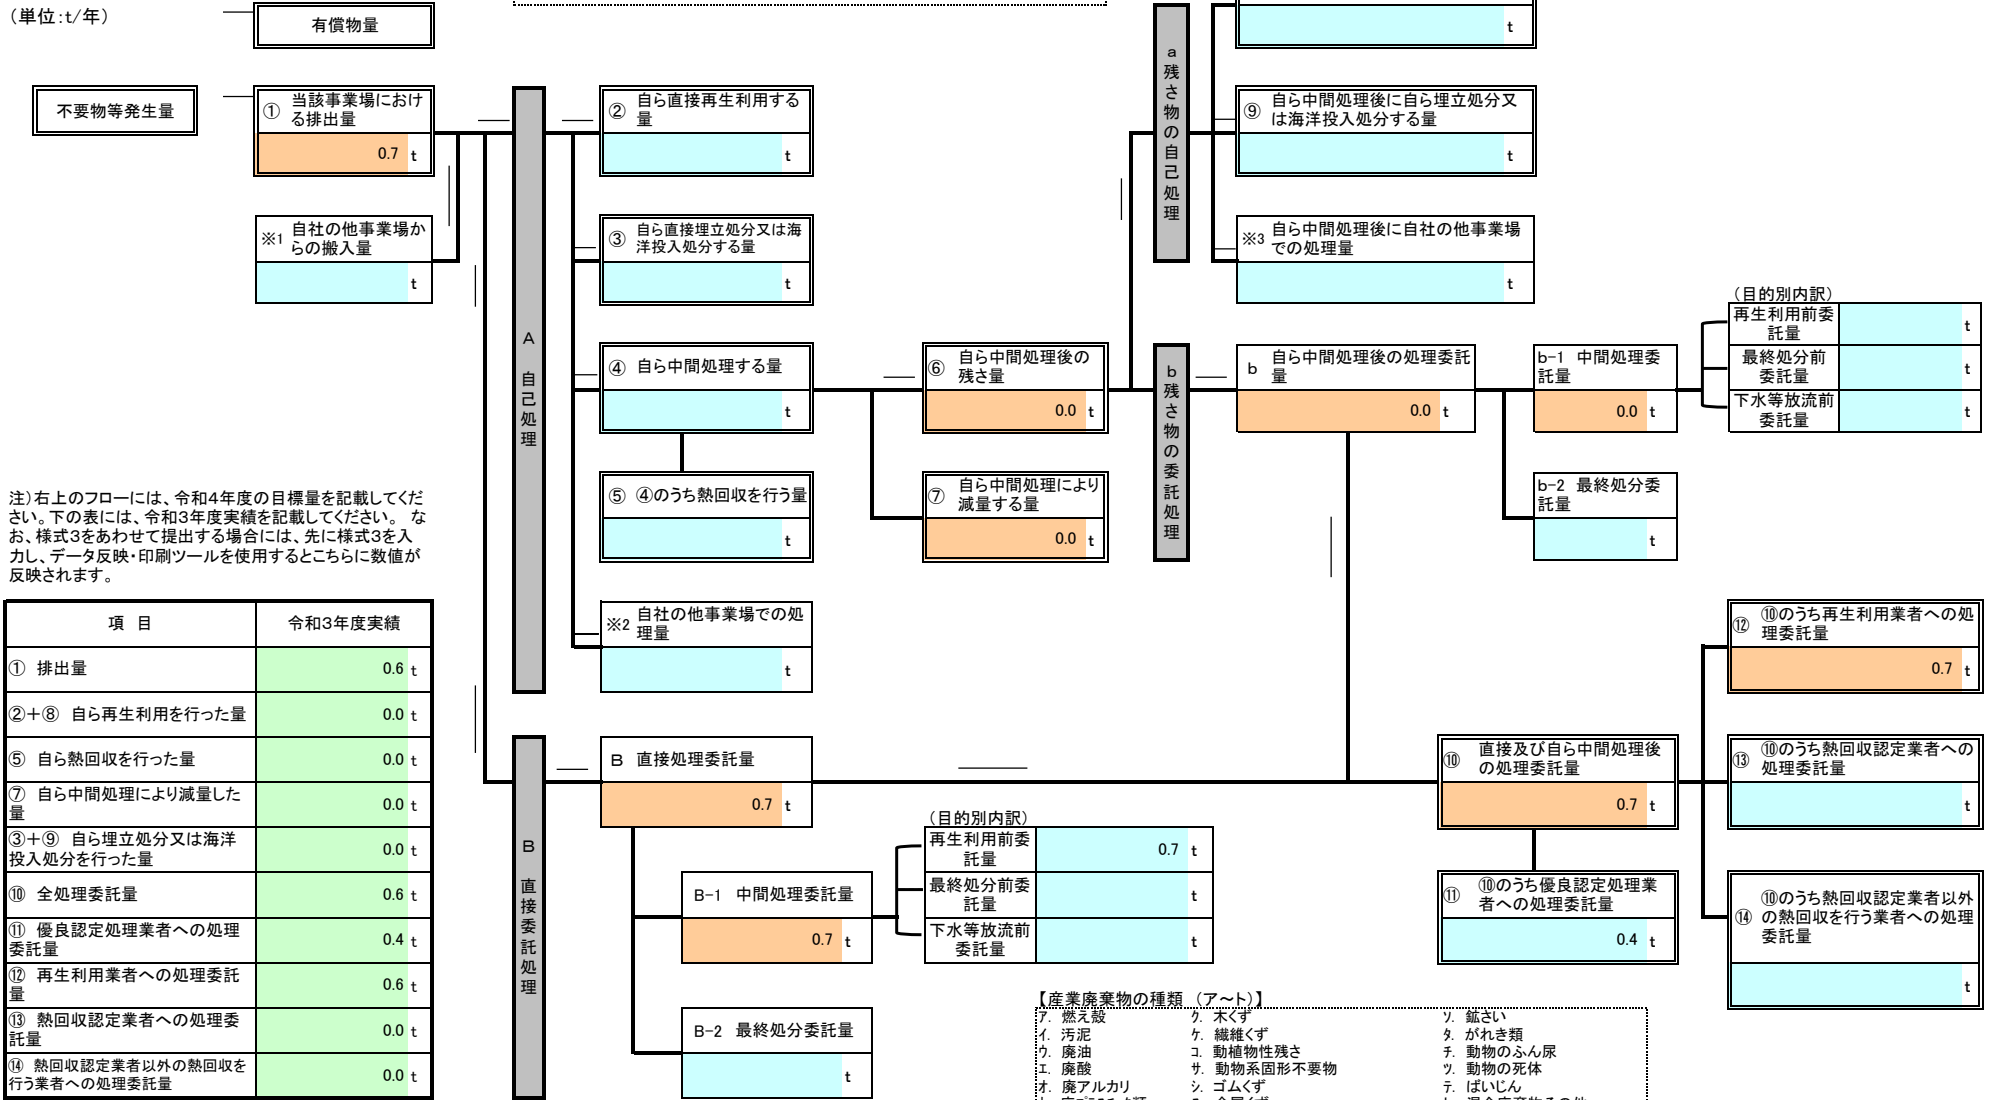 （単位：t/年）
有償物量
t
不要物等発生量
① 当該事業場におけ
る排出量
0.7 t
※1 自社の他事業場か
らの搬入量
t
A 自己処理
② 自ら直接再生利用する
量
t
③ 自ら直接埋立処分又は海
洋投入処分する量
t
④ 自ら中間処理する量
t
⑤ ④のうち熱回収を行う量
t
※2 自社の他事業場での処
理量
t
⑥ 自ら中間処理後の
残さ量
0.0 t
⑦ 自ら中間処理により
減量する量
0.0 t
a 残さ物の自己処理
⑨ 自ら中間処理後に自ら埋立処分又
は海洋投入処分する量
t
※3 自ら中間処理後に自社の他事業場
での処理量
t
b 残さ物の委託処理
b 自ら中間処理後の処理委託
量
0.0 t
b-1 中間処理委
託量
0.0 t
b-2 最終処分委
託量
t
（目的別内訳）
再生利用前委
託量
t
最終処分前
委託量
t
下水等放流前
委託量
t
注）右上のフローには、令和４年度の目標量を記載してくだ
さい。下の表には、令和３年度実績を記載してください。 な
お、様式３をあわせて提出する場合には、先に様式３を入
力し、データ反映・印刷ツールを使用するとこちらに数値が
反映されます。
項 目 令和３年度実績
① 排出量 0.6 t
②＋⑧ 自ら再生利用を行った量 0.0 t
⑤ 自ら熱回収を行った量 0.0 t
⑦ 自ら中間処理により減量した
量 0.0 t
③＋⑨ 自ら埋立処分又は海洋
投入処分を行った量 0.0 t
⑩ 全処理委託量 0.6 t
⑪ 優良認定処理業者への処理
委託量 0.4 t
⑫ 再生利用業者への処理委託
量 0.6 t
⑬ 熱回収認定業者への処理委
託量 0.0 t
⑭ 熱回収認定業者以外の熱回収を
行う業者への処理委託量 0.0 t
B 直接委託処理
B 直接処理委託量
0.7 t
B-1 中間処理委託量
0.7 t
B-2 最終処分委託量
t
（目的別内訳）
再生利用前委
託量
0.7 t
最終処分前委
託量
t
下水等放流前
委託量
t
⑩ 直接及び自ら中間処理後
の処理委託量
0.7 t
⑪ ⑩のうち優良認定処理業
者への処理委託量
0.4 t
⑫ ⑩のうち再生利用業者への処
理委託量
0.7 t
⑬ ⑩のうち熱回収認定業者への
処理委託量
t
⑭ ⑩のうち熱回収認定業者以外
の熱回収を行う業者への処理
委託量
t
【産業廃棄物の種類 （ア～ト）】
ア. 燃え殻 ク. 木くず ソ. 鉱さい
イ. 汚泥 ケ. 繊維くず タ. がれき類
ウ. 廃油 コ. 動植物性残さ チ. 動物のふん尿
エ. 廃酸 サ. 動物系固形不要物 ツ. 動物の死体
オ. 廃アルカリ シ. ゴムくず テ. ばいじん